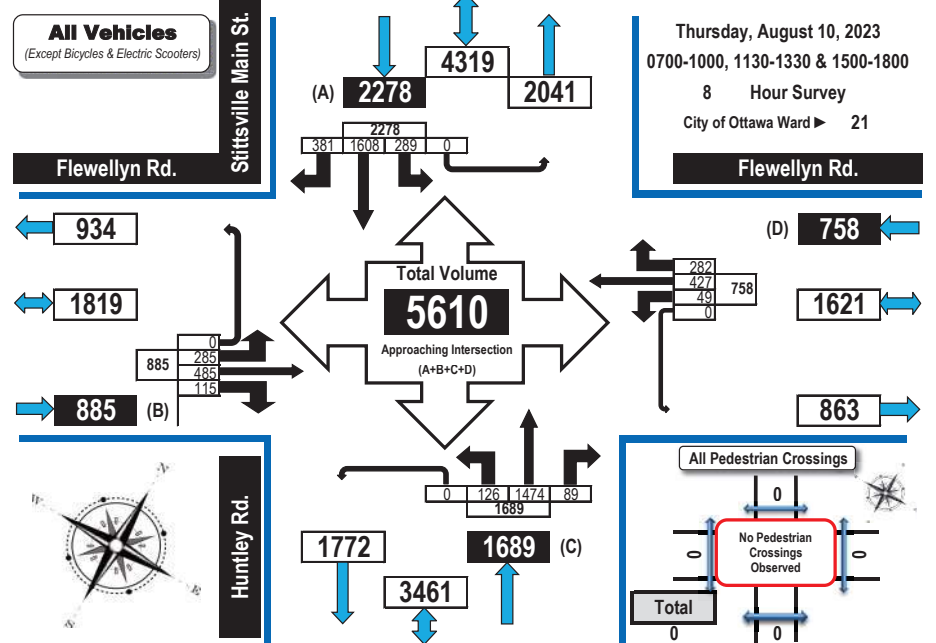 All Vehicles
(Except Bicycles & Electric Scooters)
Stittsville Main St.
Flewellyn Rd.
4319
(A) 2278
2041
2278
381 1608 289 0
Thursday, August 10, 2023
0700-1000, 1130-1330 & 1500-1800
8 Hour Survey
City of Ottawa Ward ► 21
Flewellyn Rd.
934
1819
0
285
485
115
885
885 (B)
Total Volume
5610
Approaching Intersection
(A+B+C+D)
(D) 758
282
427
49
0
758
1621
863
Huntley Rd.
N
E
S
W
0 126 1474 89
1689
1772
1689 (C)
3461
All Pedestrian Crossings
0
0
No Pedestrian
Crossings
Observed
0
Total
0
0